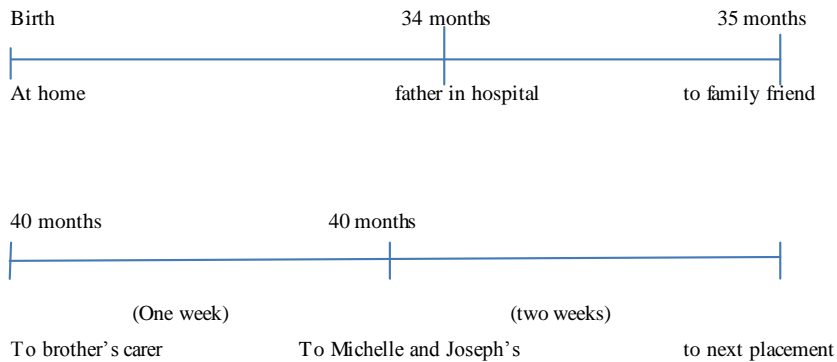 Birth 34 months 35 months
At home father in hospital to family friend
40 months 40 months
(One week) (two weeks)
To brother's carer To Michelle and Joseph's to next placement